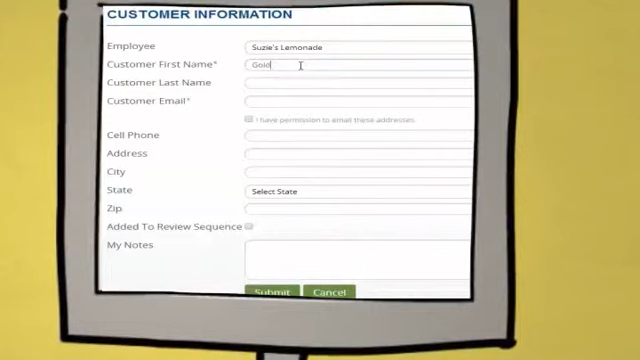 CUSTOMER INFORMATION
Employee Suzie's Lemonade
Customer First Name* Gold
Customer Last Name
Customer Email*
I have permission to email these addresses.
Cell Phone
Address
City
State Select State
Zip
Added To Review Sequence
My Notes
Submit Cancel